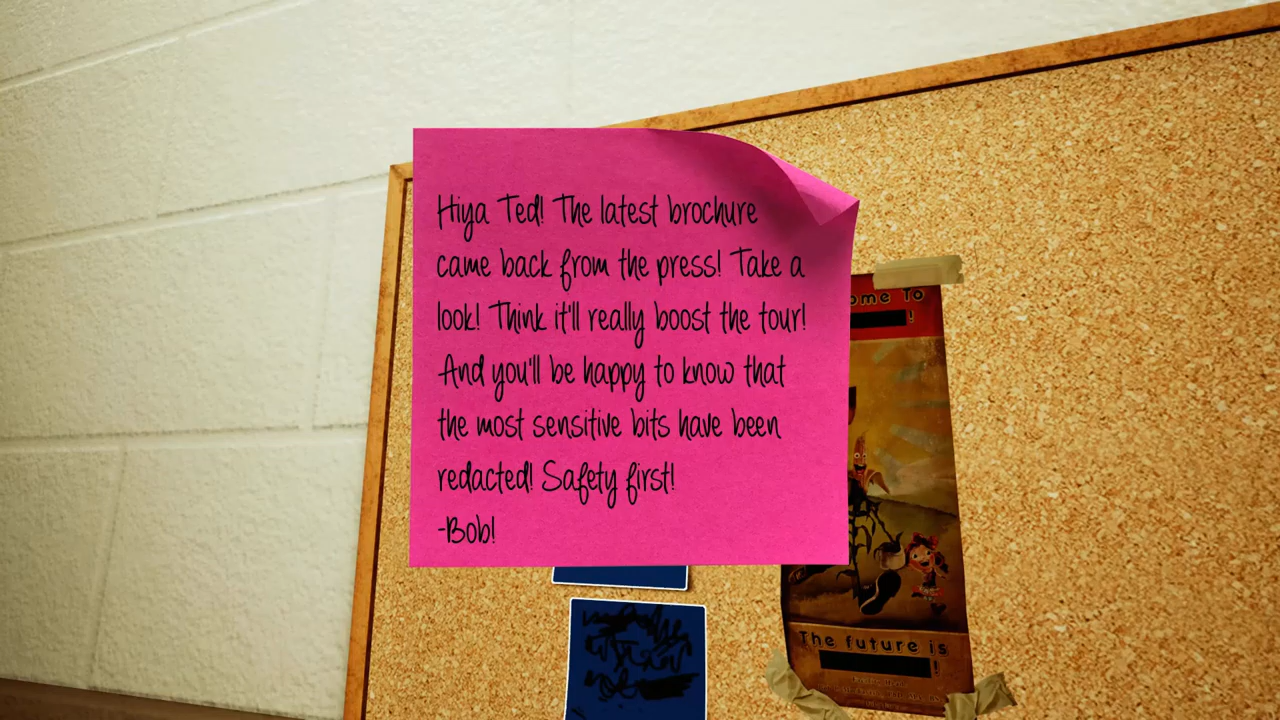 Hiya Ted! The latest brochure
came back from the press! Take a
look! Think it'll really boost the tour!
And you'll be happy to know that
the most sensitive bits have been
redacted! Safety first!
-Bob!
ome To
!
The future is
!